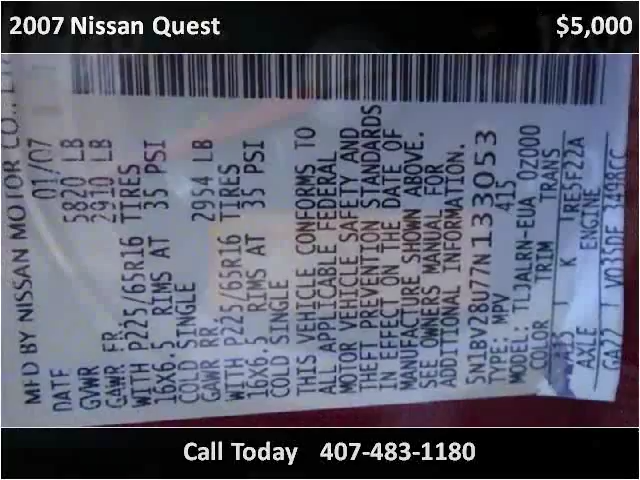 2007 Nissan Quest $5,000
MFD BY NISSAN MOTOR CO.,
DATE 01/07
GVWR 5820 LB
GAWR FR. 2910 LB
WITH P225/65R16 TIRES
16X6.5 RIMS AT 35 PSI
COLD SINGLE
GAWR RR. 2954 LB
WITH P225/65R16 TIRES
16X6.5 RIMS AT 35 PSI
COLD SINGLE
THIS VEHICLE CONFORMS TO
ALL APPLICABLE FEDERAL
MOTOR VEHICLE SAFETY AND
THEFT PREVENTION STANDARDS
IN EFFECT ON THE DATE OF
MANUFACTURE SHOWN ABOVE.
SEE OWNERS MANUAL FOR
ADDITIONAL INFORMATION.
5N1BV28U77N133053
TYPE: MPV 415
MODEL: TLJALRN-EUA 0Z000
COLOR TRIM TRANS
K RE5F22A
AXLE ENGINE
GA22 VQ35DE
Call Today 407-483-1180